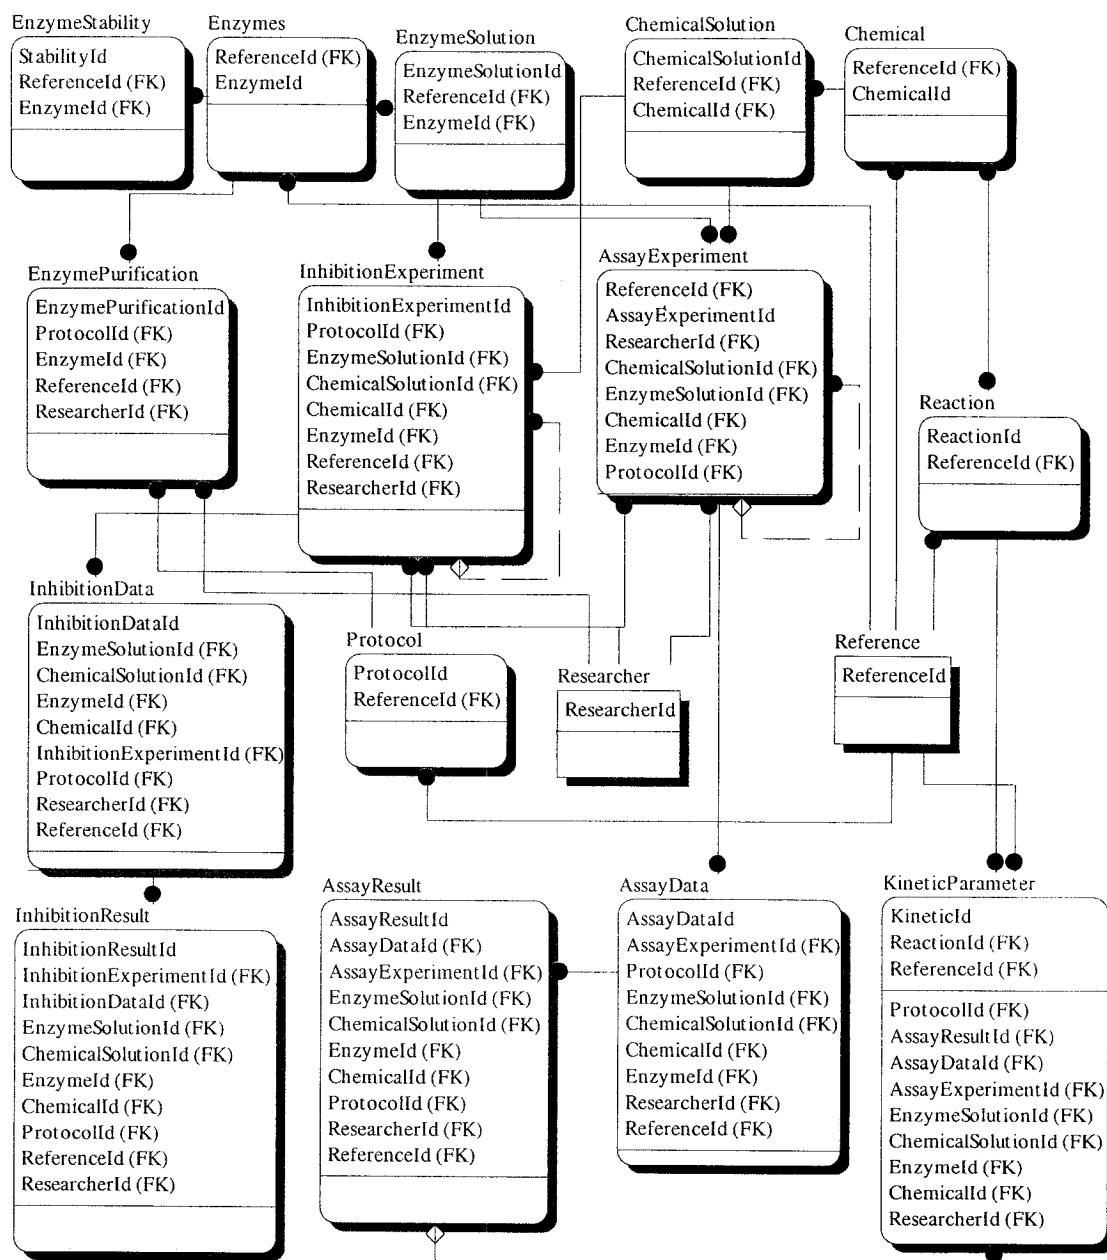 EnzymeStability
StabilityId
ReferenceId (FK)
EnzymeId (FK)
Enzymes
ReferenceId (FK)
EnzymeId
EnzymeSolution
EnzymeSolutionId
ReferenceId (FK)
EnzymeId (FK)
ChemicalSolution
ChemicalSolutionId
ReferenceId (FK)
ChemicalId (FK)
Chemical
ReferenceId (FK)
ChemicalId
EnzymePurification
EnzymePurificationId
ProtocolId (FK)
EnzymeId (FK)
ReferenceId (FK)
ResearcherId (FK)
InhibitionExperiment
InhibitionExperimentId
ProtocolId (FK)
EnzymeSolutionId (FK)
ChemicalSolutionId (FK)
ChemicalId (FK)
EnzymeId (FK)
ReferenceId (FK)
ResearcherId (FK)
AssayExperiment
ReferenceId (FK)
AssayExperimentId
ResearcherId (FK)
ChemicalSolutionId (FK)
EnzymeSolutionId (FK)
ChemicalId (FK)
EnzymeId (FK)
ProtocolId (FK)
Reaction
ReactionId
ReferenceId (FK)
InhibitionData
InhibitionDataId
EnzymeSolutionId (FK)
ChemicalSolutionId (FK)
EnzymeId (FK)
ChemicalId (FK)
InhibitionExperimentId (FK)
ProtocolId (FK)
ResearcherId (FK)
ReferenceId (FK)
Protocol
ProtocolId
ReferenceId (FK)
Researcher
ResearcherId
Reference
ReferenceId
InhibitionResult
InhibitionResultId
InhibitionExperimentId (FK)
InhibitionDataId (FK)
EnzymeSolutionId (FK)
ChemicalSolutionId (FK)
EnzymeId (FK)
ChemicalId (FK)
ProtocolId (FK)
ReferenceId (FK)
ResearcherId (FK)
AssayResult
AssayResultId
AssayDataId (FK)
AssayExperimentId (FK)
EnzymeSolutionId (FK)
ChemicalSolutionId (FK)
EnzymeId (FK)
ChemicalId (FK)
ProtocolId (FK)
ResearcherId (FK)
ReferenceId (FK)
AssayData
AssayDataId
AssayExperimentId (FK)
ProtocolId (FK)
EnzymeSolutionId (FK)
ChemicalSolutionId (FK)
ChemicalId (FK)
EnzymeId (FK)
ResearcherId (FK)
ReferenceId (FK)
KineticParameter
KineticId
ReactionId (FK)
ReferenceId (FK)
ProtocolId (FK)
AssayResultId (FK)
AssayDataId (FK)
AssayExperimentId (FK)
EnzymeSolutionId (FK)
ChemicalSolutionId (FK)
EnzymeId (FK)
ChemicalId (FK)
ResearcherId (FK)